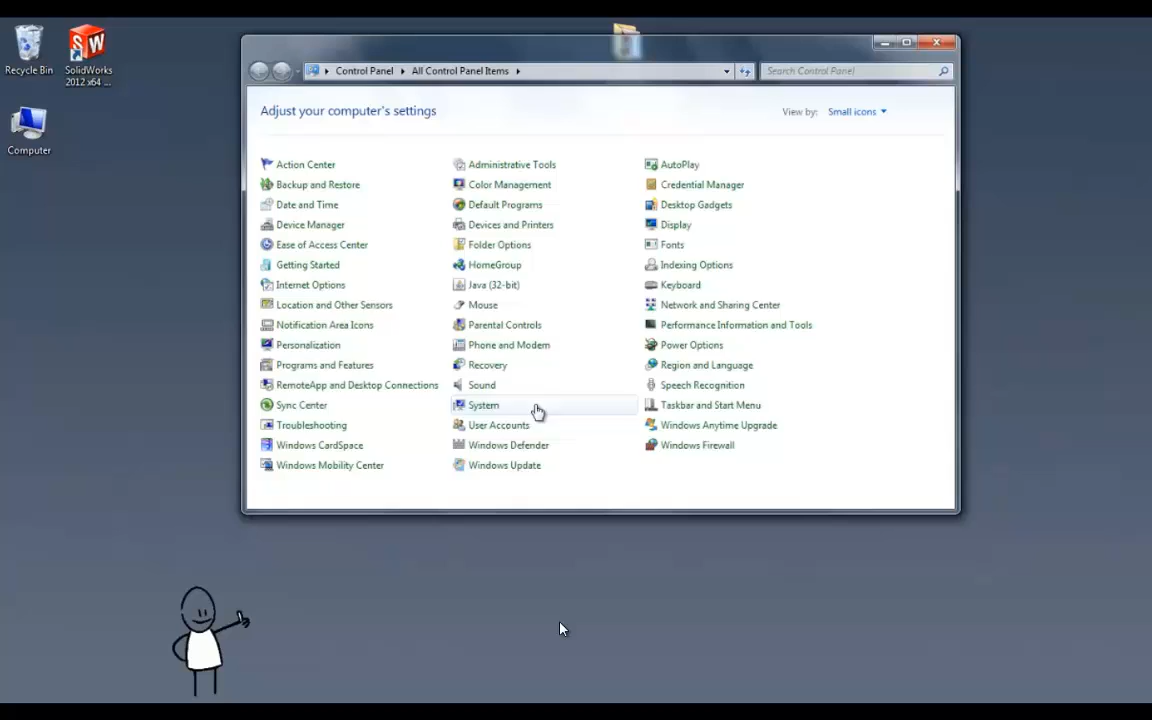 Recycle Bin
SolidWorks
2012 x64 ...
Computer
Control Panel
All Control Panel Items
Search Control Panel
Adjust your computer's settings
View by: Small icons
Action Center
Administrative Tools
AutoPlay
Backup and Restore
Color Management
Credential Manager
Date and Time
Default Programs
Desktop Gadgets
Device Manager
Devices and Printers
Display
Ease of Access Center
Folder Options
Fonts
Getting Started
HomeGroup
Indexing Options
Internet Options
Java (32-bit)
Keyboard
Location and Other Sensors
Mouse
Network and Sharing Center
Notification Area Icons
Parental Controls
Performance Information and Tools
Personalization
Phone and Modem
Power Options
Programs and Features
Recovery
Region and Language
RemoteApp and Desktop Connections
Sound
Speech Recognition
Sync Center
System
Taskbar and Start Menu
Troubleshooting
User Accounts
Windows Anytime Upgrade
Windows CardSpace
Windows Defender
Windows Firewall
Windows Mobility Center
Windows Update